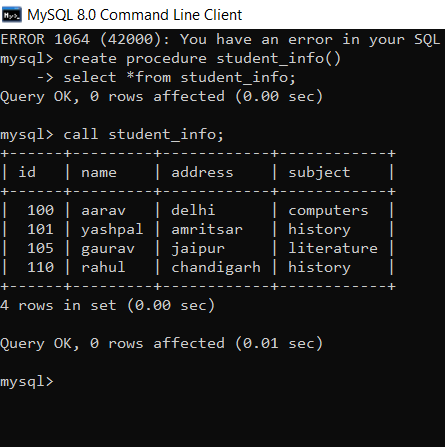 MySQL 8.0 Command Line Client
ERROR 1064 (42000): You have an error in your SQL
mysql> create procedure student_info()
    -> select *from student_info;
Query OK, 0 rows affected (0.00 sec)

mysql> call student_info;
+------+---------+------------+------------+
| id   | name    | address    | subject    |
+------+---------+------------+------------+
|  100 | aarav   | delhi      | computers  |
|  101 | yashpal | amritsar   | history    |
|  105 | gaurav  | jaipur     | literature |
|  110 | rahul   | chandigarh | history    |
+------+---------+------------+------------+
4 rows in set (0.00 sec)

Query OK, 0 rows affected (0.01 sec)

mysql>